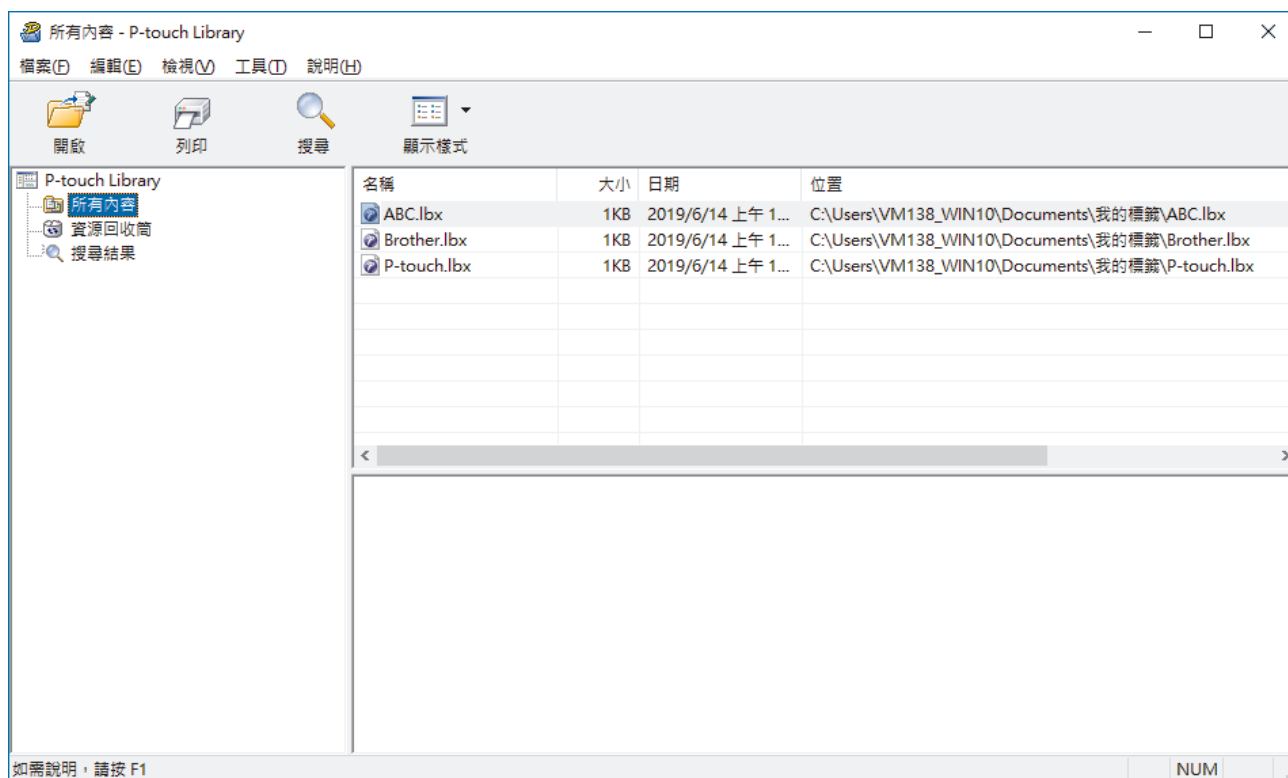 所有內容 - P-touch Library
檔案(F) 編輯(E) 檢視(V) 工具(T) 說明(H)
開啟 列印 搜尋 顯示樣式
P-touch Library
所有內容
資源回收筒
搜尋結果
名稱 大小 日期 位置
ABC.lbx 1KB 2019/6/14 上午 1... C:\Users\VM138_WIN10\Documents\我的標籤\ABC.lbx
Brother.lbx 1KB 2019/6/14 上午 1... C:\Users\VM138_WIN10\Documents\我的標籤\Brother.lbx
P-touch.lbx 1KB 2019/6/14 上午 1... C:\Users\VM138_WIN10\Documents\我的標籤\P-touch.lbx
如需說明，請按 F1 NUM